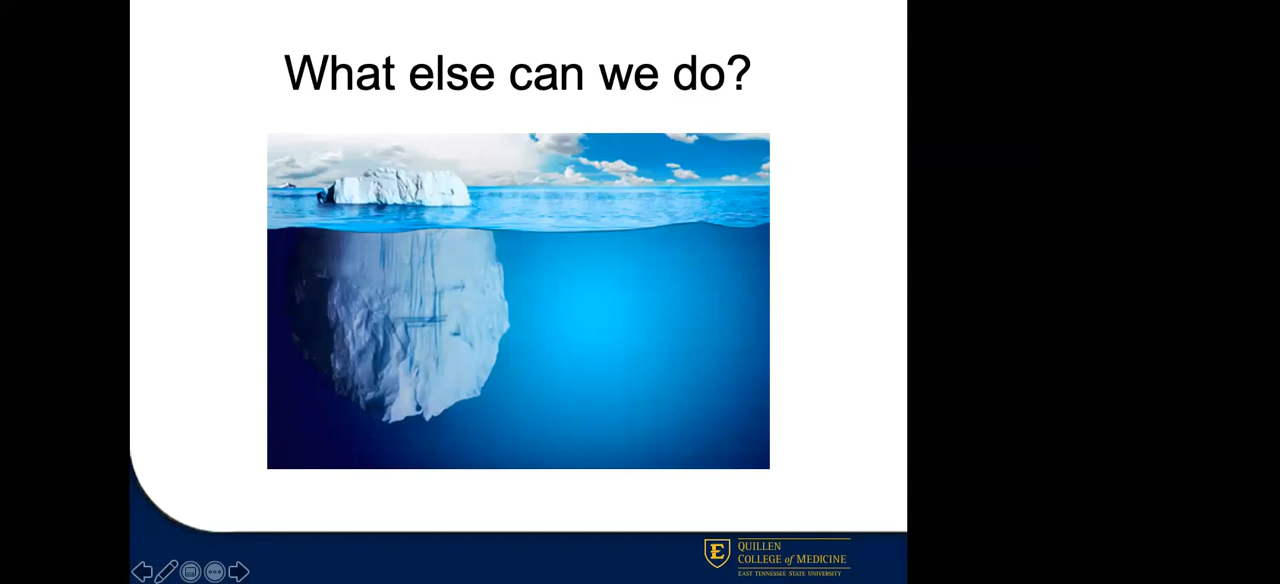 What else can we do?
QUILLEN
COLLEGE of MEDICINE
EAST TENNESSEE STATE UNIVERSITY